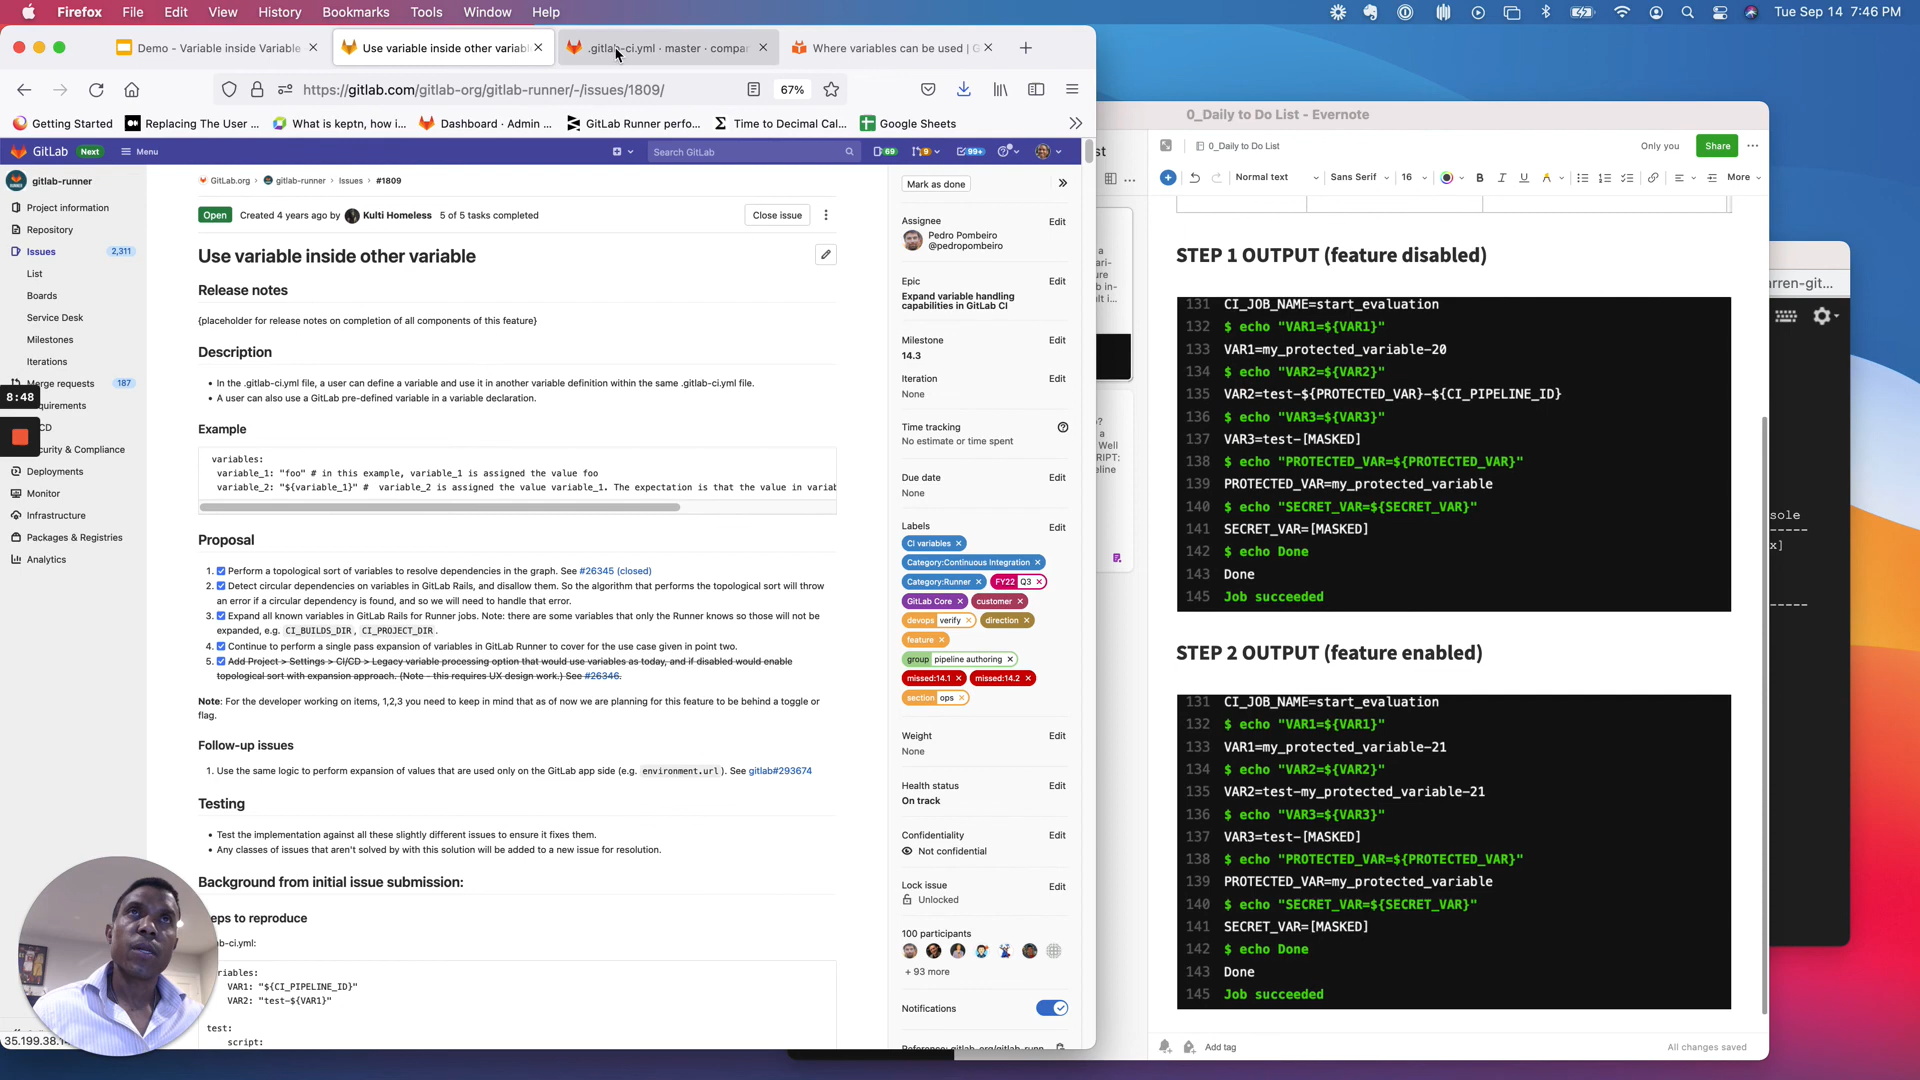 Firefox File Edit View History Bookmarks Tools Window Help
Tue Sep 14 7:46 PM
Demo - Variable inside Variable
Use variable inside other variabl
.gitlab-ci.yml · master · compar
Where variables can be used | G
https://gitlab.com/gitlab-org/gitlab-runner/-/issues/1809/
67%
Getting Started
Replacing The User ...
What is keptn, how i...
Dashboard · Admin ...
GitLab Runner perfo...
Time to Decimal Cal...
Google Sheets
GitLab Next Menu
Search GitLab
69
9
99+
gitlab-runner
Project information
Repository
Issues 2,311
List
Boards
Service Desk
Milestones
Iterations
Merge requests 187
quirements
CD
curity & Compliance
Deployments
Monitor
Infrastructure
Packages & Registries
Analytics
8:48
35.199.38.1
GitLab.org > gitlab-runner > Issues > #1809
Open Created 4 years ago by Kulti Homeless 5 of 5 tasks completed
Close issue
Use variable inside other variable
Release notes
{placeholder for release notes on completion of all components of this feature}
Description
• In the .gitlab-ci.yml file, a user can define a variable and use it in another variable definition within the same .gitlab-ci.yml file.
• A user can also use a GitLab pre-defined variable in a variable declaration.
Example
variables:
variable_1: "foo" # in this example, variable_1 is assigned the value foo
variable_2: "${variable_1}" # variable_2 is assigned the value variable_1. The expectation is that the value in variab
Proposal
1. Perform a topological sort of variables to resolve dependencies in the graph. See #26345 (closed)
2. Detect circular dependencies on variables in GitLab Rails, and disallow them. So the algorithm that performs the topological sort will throw
an error if a circular dependency is found, and so we will need to handle that error.
3. Expand all known variables in GitLab Rails for Runner jobs. Note: there are some variables that only the Runner knows so those will not be
expanded, e.g. CI_BUILDS_DIR, CI_PROJECT_DIR.
4. Continue to perform a single pass expansion of variables in GitLab Runner to cover for the use case given in point two.
5. Add Project > Settings > CI/CD > Legacy variable processing option that would use variables as today, and if disabled would enable
topological sort with expansion approach. (Note - this requires UX design work.) See #26346.
Note: For the developer working on items, 1,2,3 you need to keep in mind that as of now we are planning for this feature to be behind a toggle or
flag.
Follow-up issues
1. Use the same logic to perform expansion of values that are used only on the GitLab app side (e.g. environment.url). See gitlab#293674
Testing
• Test the implementation against all these slightly different issues to ensure it fixes them.
• Any classes of issues that aren't solved by with this solution will be added to a new issue for resolution.
Background from initial issue submission:
eps to reproduce
b-ci.yml:
riables:
VAR1: "${CI_PIPELINE_ID}"
VAR2: "test-${VAR1}"
test:
script:
Mark as done
Assignee Edit
Pedro Pombeiro
@pedropombeiro
Epic Edit
Expand variable handling
capabilities in GitLab CI
Milestone Edit
14.3
Iteration Edit
None
Time tracking
No estimate or time spent
Due date Edit
None
Labels Edit
CI variables
Category:Continuous Integration
Category:Runner
FY22 Q3
GitLab Core
customer
devops verify
direction
feature
group pipeline authoring
missed:14.1
missed:14.2
section ops
Weight Edit
None
Health status Edit
On track
Confidentiality Edit
Not confidential
Lock issue Edit
Unlocked
100 participants
+ 93 more
Notifications
Reference: gitlab-org/gitlab-runn
0_Daily to Do List - Evernote
0_Daily to Do List
Only you
Share
Normal text
Sans Serif
16
B I U A
More
STEP 1 OUTPUT (feature disabled)
131 CI_JOB_NAME=start_evaluation
132 $ echo "VAR1=${VAR1}"
133 VAR1=my_protected_variable-20
134 $ echo "VAR2=${VAR2}"
135 VAR2=test-${PROTECTED_VAR}-${CI_PIPELINE_ID}
136 $ echo "VAR3=${VAR3}"
137 VAR3=test-[MASKED]
138 $ echo "PROTECTED_VAR=${PROTECTED_VAR}"
139 PROTECTED_VAR=my_protected_variable
140 $ echo "SECRET_VAR=${SECRET_VAR}"
141 SECRET_VAR=[MASKED]
142 $ echo Done
143 Done
145 Job succeeded
STEP 2 OUTPUT (feature enabled)
131 CI_JOB_NAME=start_evaluation
132 $ echo "VAR1=${VAR1}"
133 VAR1=my_protected_variable-21
134 $ echo "VAR2=${VAR2}"
135 VAR2=test-my_protected_variable-21
136 $ echo "VAR3=${VAR3}"
137 VAR3=test-[MASKED]
138 $ echo "PROTECTED_VAR=${PROTECTED_VAR}"
139 PROTECTED_VAR=my_protected_variable
140 $ echo "SECRET_VAR=${SECRET_VAR}"
141 SECRET_VAR=[MASKED]
142 $ echo Done
143 Done
145 Job succeeded
Add tag
All changes saved
arren-git...